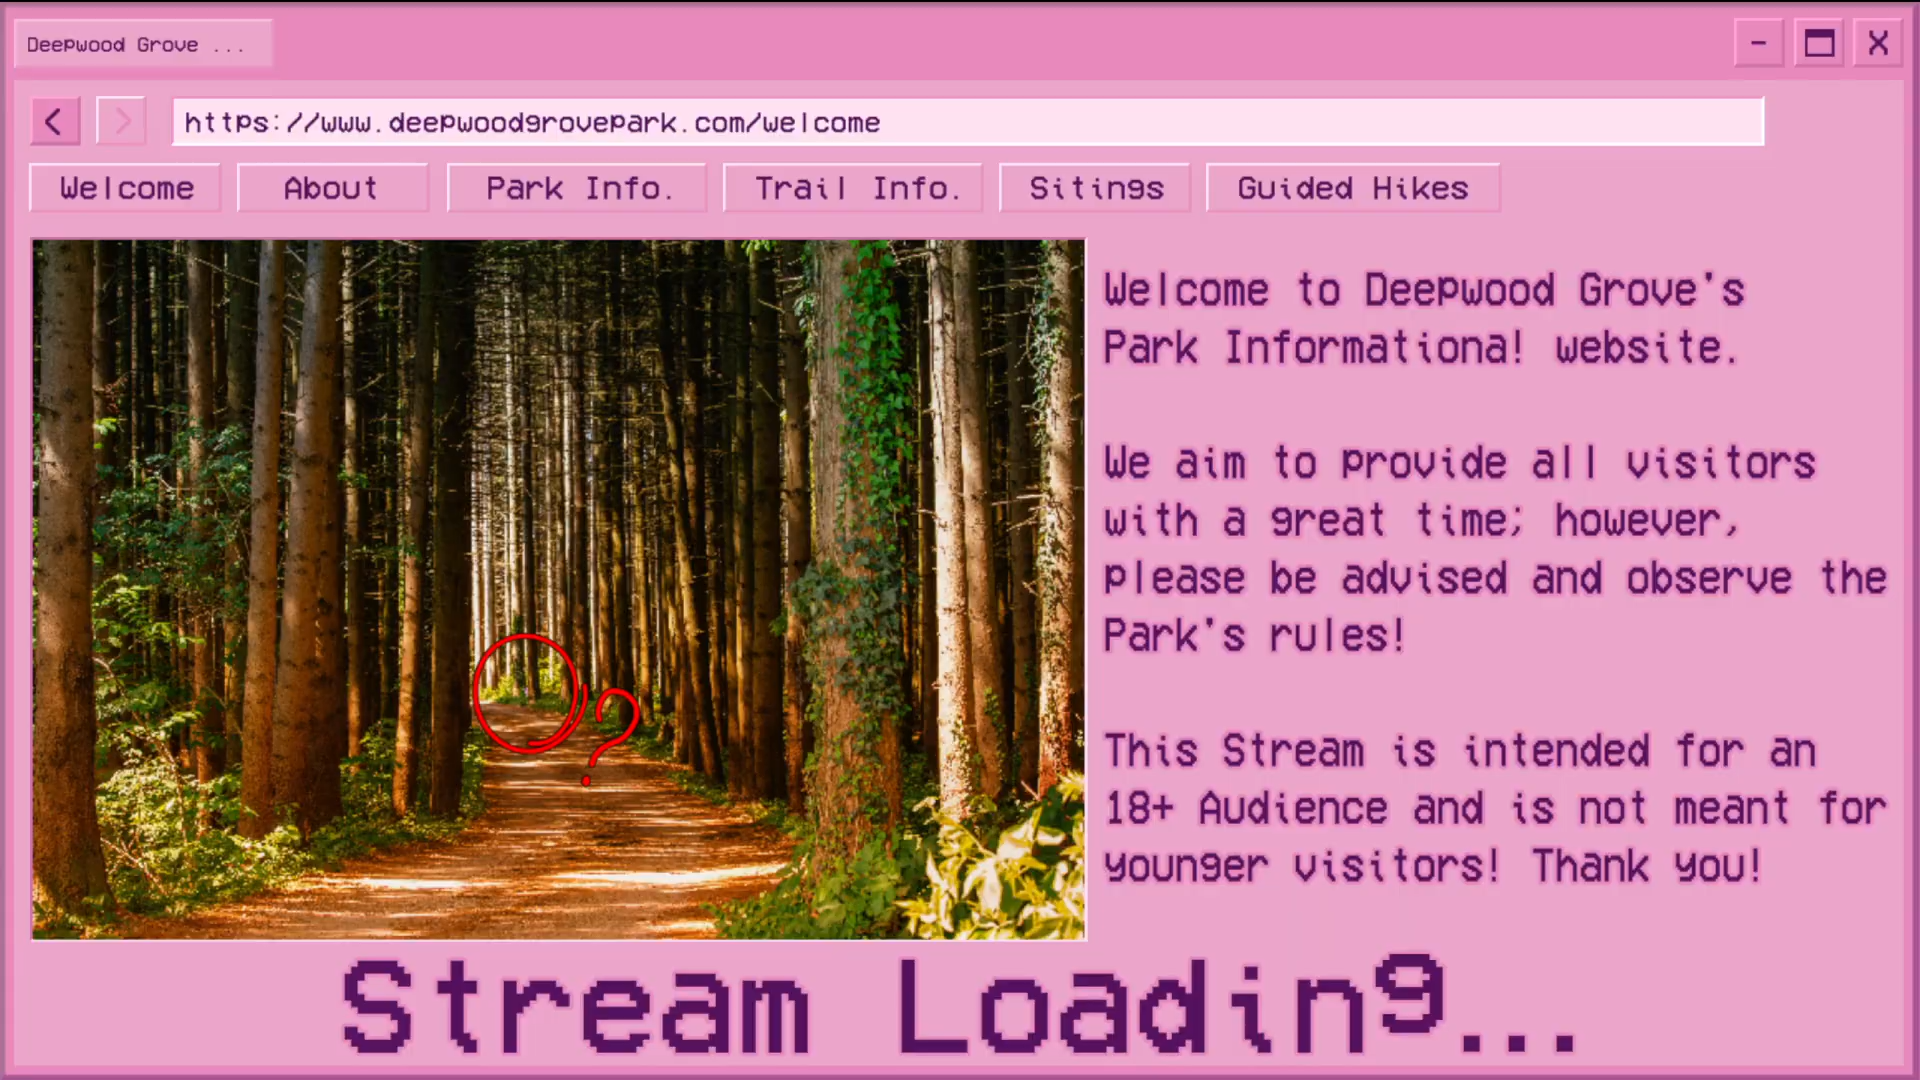 Deepwood Grove ...
https://www.deepwoodgrovepark.com/welcome
Welcome About Park Info. Trail Info. Sitings Guided Hikes
Welcome to Deepwood Grove's
Park Informational website.
We aim to provide all visitors
with a great time; however,
please be advised and observe the
Park's rules!
?
This Stream is intended for an
18+ Audience and is not meant for
younger visitors! Thank you!
Stream Loading...